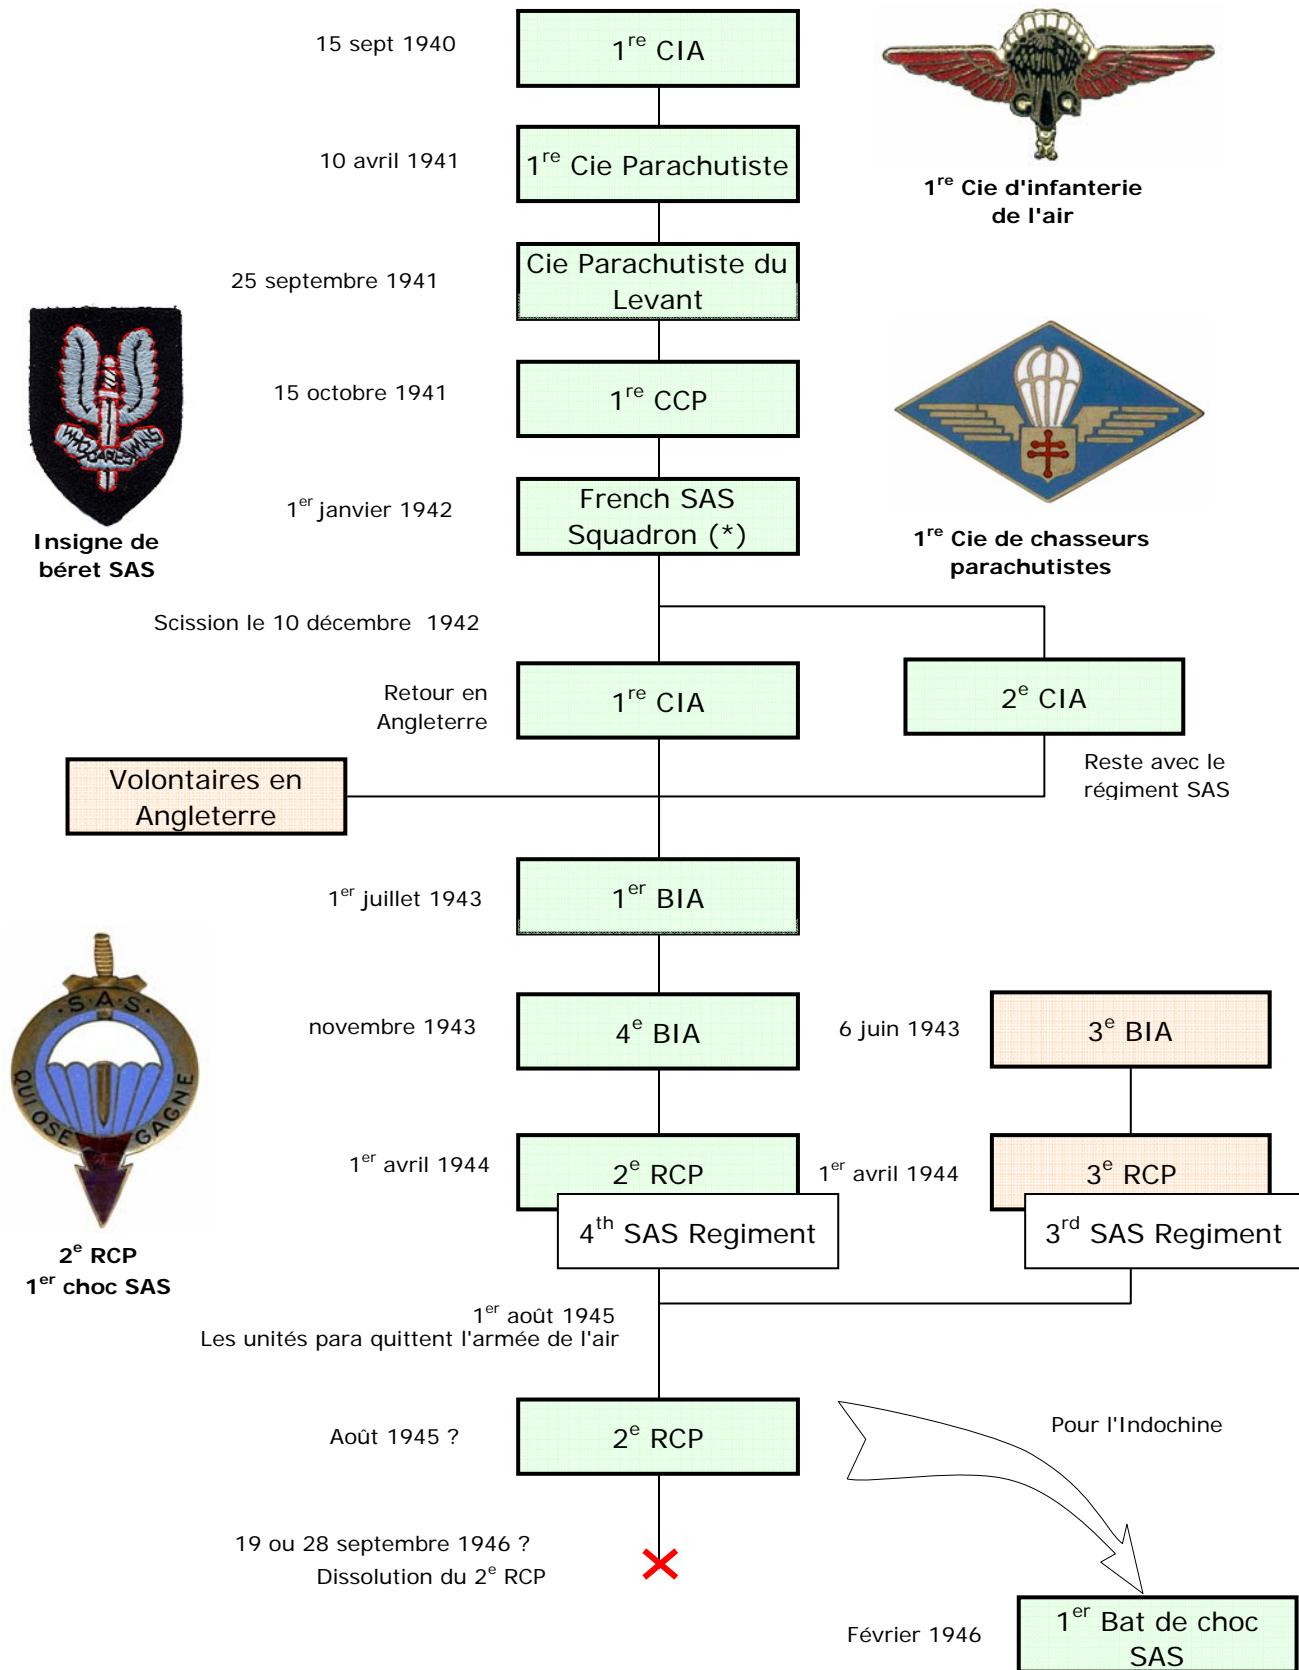 15 sept 1940
1re CIA
10 avril 1941
1re Cie Parachutiste
1re Cie d'infanterie
de l'air
25 septembre 1941
Cie Parachutiste du
Levant
15 octobre 1941
1re CCP
WHO DARES WINS
Insigne de
béret SAS
1er janvier 1942
French SAS
Squadron (*)
1re Cie de chasseurs
parachutistes
Scission le 10 décembre 1942
Retour en
Angleterre
1re CIA
2e CIA
Reste avec le
régiment SAS
Volontaires en
Angleterre
1er juillet 1943
1er BIA
novembre 1943
4e BIA
6 juin 1943
3e BIA
·S·A·S·
QUI OSE GAGNE
2e RCP
1er choc SAS
1er avril 1944
2e RCP
4th SAS Regiment
1er avril 1944
3e RCP
3rd SAS Regiment
1er août 1945
Les unités para quittent l'armée de l'air
Août 1945 ?
2e RCP
Pour l'Indochine
19 ou 28 septembre 1946 ?
Dissolution du 2e RCP
Février 1946
1er Bat de choc
SAS